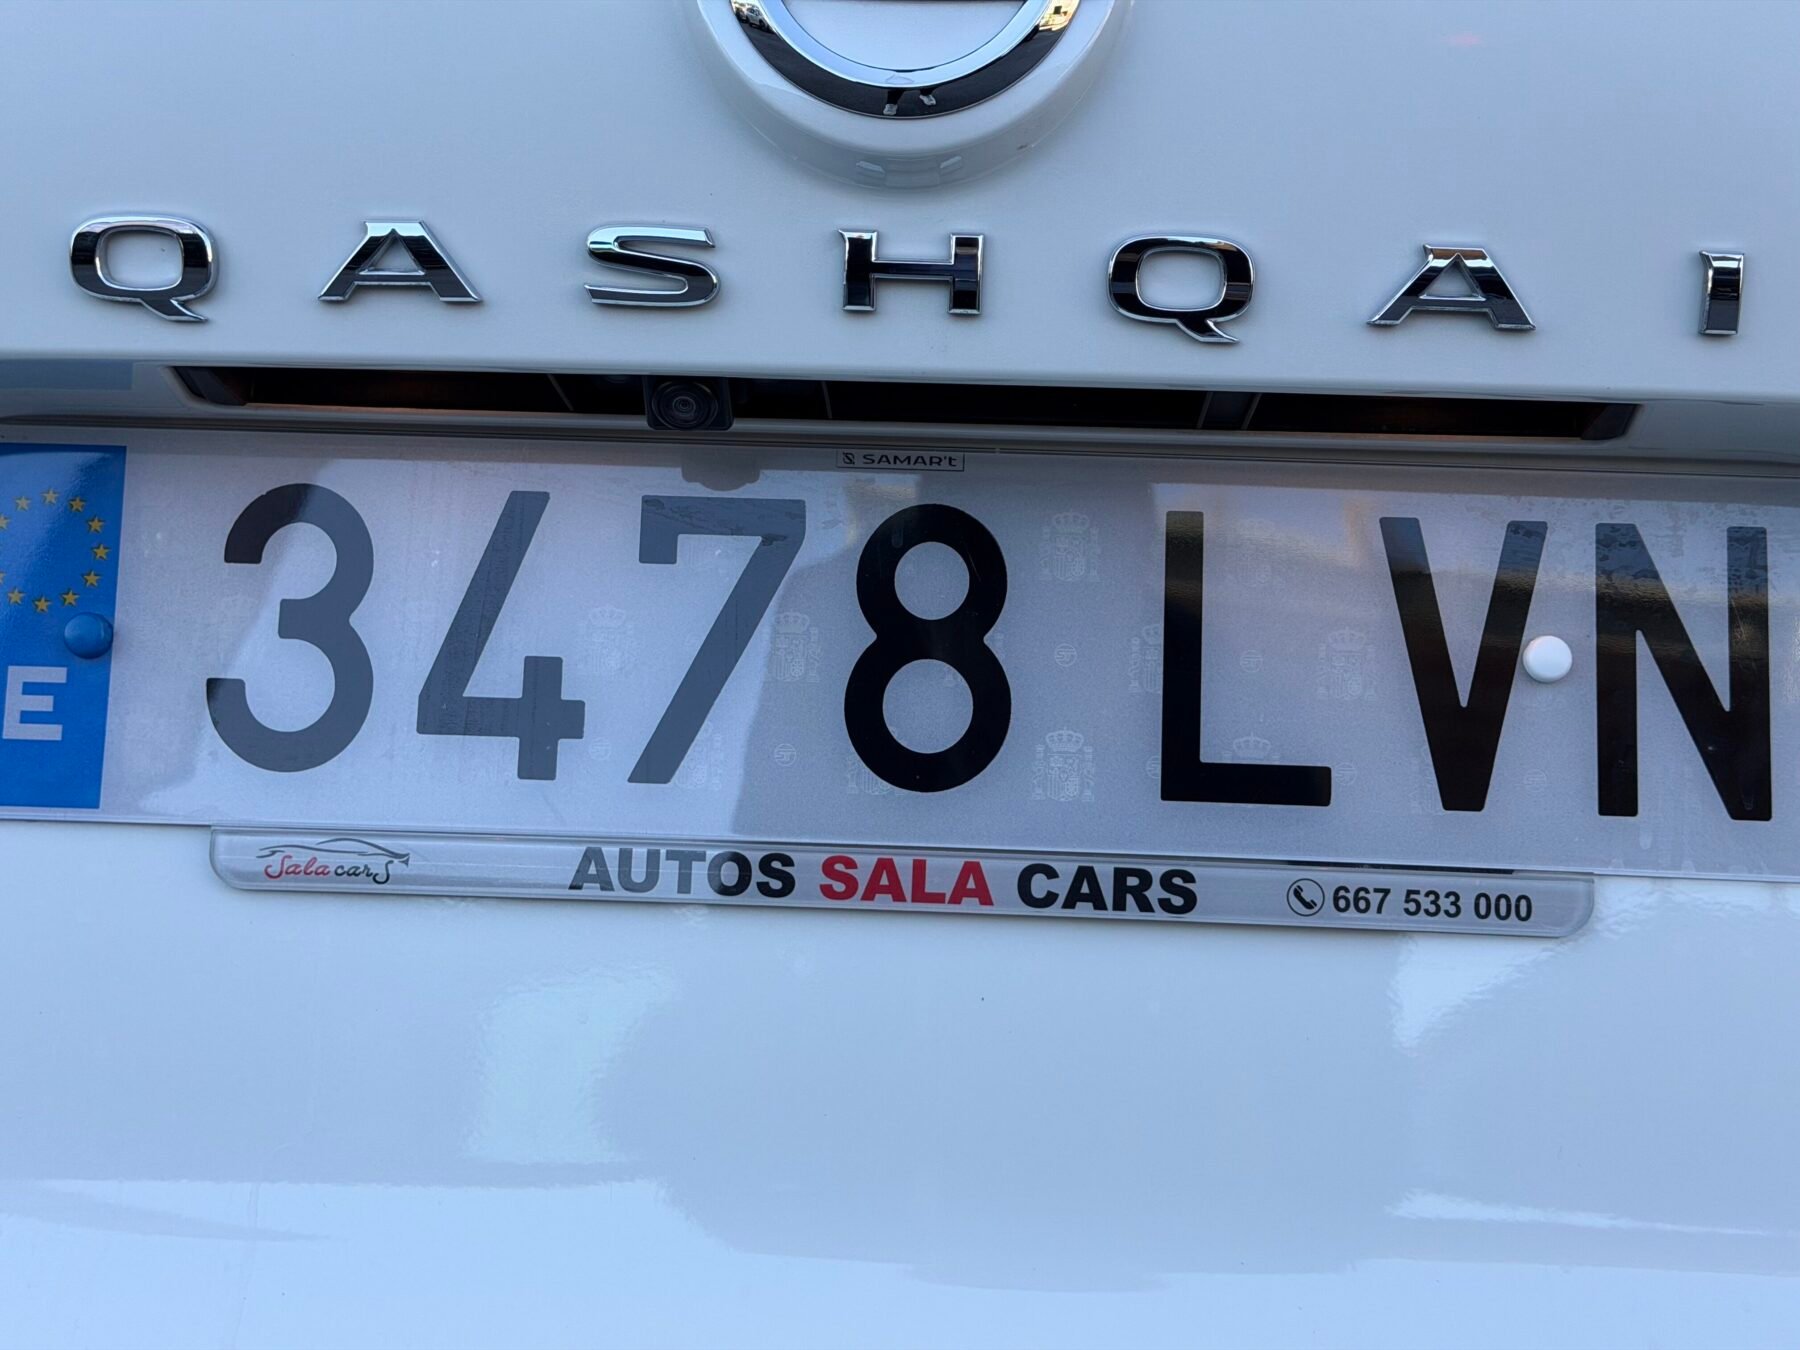 QASHQAI
SAMAR't
E
3478 LVN
Sala cars
AUTOS SALA CARS
667 533 000